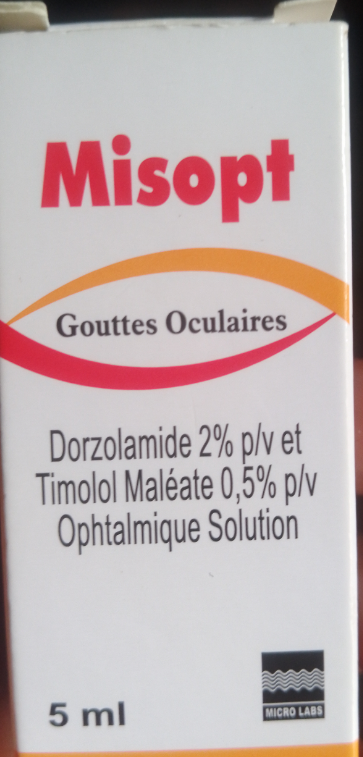 Misopt
Gouttes Oculaires
Dorzolamide 2% p/v et
Timolol Maléate 0,5% p/v
Ophtalmique Solution
5 ml
MICRO LABS